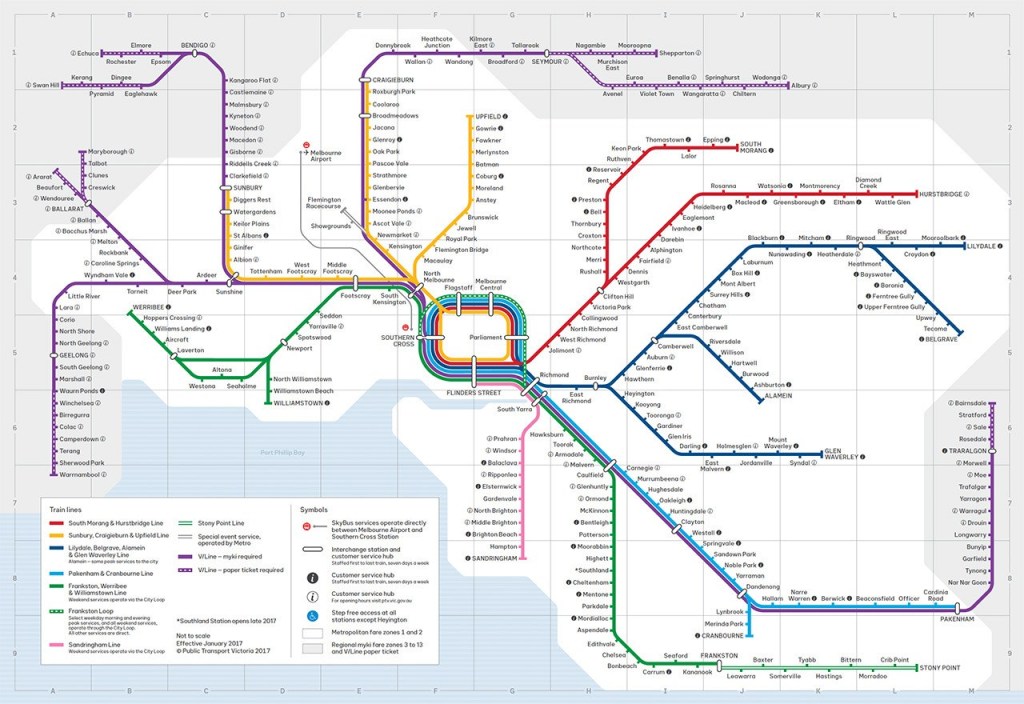 A B C D E F G H I J K L M
1
2
3
4
5
6
7
8
9
Echuca
Elmore
Rochester
Epsom
BENDIGO
Swan Hill
Kerang
Pyramid
Dingee
Eaglehawk
Kangaroo Flat
Castlemaine
Malmsbury
Kyneton
Woodend
Macedon
Gisborne
Riddells Creek
Clarkefield
SUNBURY
Diggers Rest
Watergardens
Keilor Plains
St Albans
Ginifer
Albion
Sunshine
Maryborough
Talbot
Clunes
Creswick
Ararat
Beaufort
Wendouree
BALLARAT
Ballan
Bacchus Marsh
Melton
Rockbank
Caroline Springs
Wyndham Vale
Tarneit
Deer Park
Ardeer
Little River
Lara
Corio
North Shore
North Geelong
GEELONG
South Geelong
Marshall
Waurn Ponds
Winchelsea
Birregurra
Colac
Camperdown
Terang
Sherwood Park
Warrnambool
Donnybrook
Wallan
Heathcote
Junction
Wandong
Kilmore
East
Broadford
Tallarook
SEYMOUR
Nagambie
Murchison
East
Mooroopna
Shepparton
Avenel
Euroa
Violet Town
Benalla
Wangaratta
Springhurst
Chiltern
Wodonga
Albury
CRAIGIEBURN
Roxburgh Park
Coolaroo
Broadmeadows
Jacana
Glenroy
Oak Park
Pascoe Vale
Strathmore
Glenbervie
Essendon
Moonee Ponds
Ascot Vale
Newmarket
Kensington
UPFIELD
Gowrie
Fawkner
Merlynston
Batman
Coburg
Moreland
Anstey
Brunswick
Jewell
Royal Park
Flemington Bridge
Macaulay
North
Melbourne
Melbourne
Airport
Flemington
Racecourse
Showgrounds
Tottenham
West
Footscray
Middle
Footscray
Footscray
South
Kensington
Seddon
Yarraville
Spotswood
Newport
WERRIBEE
Hoppers Crossing
Williams Landing
Aircraft
Laverton
Westona
Altona
Seaholme
North Williamstown
Williamstown Beach
WILLIAMSTOWN
SOUTHERN
CROSS
Flagstaff
Melbourne
Central
Parliament
FLINDERS STREET
Richmond
Jolimont
West Richmond
North Richmond
Collingwood
Victoria Park
Clifton Hill
Rushall
Merri
Northcote
Croxton
Thornbury
Bell
Preston
Regent
Reservoir
Ruthven
Keon Park
Thomastown
Lalor
Epping
SOUTH
MORANG
Westgarth
Dennis
Fairfield
Alphington
Darebin
Ivanhoe
Eaglemont
Heidelberg
Rosanna
Macleod
Watsonia
Greensborough
Montmorency
Eltham
Diamond
Creek
Wattle Glen
HURSTBRIDGE
East
Richmond
Burnley
Hawthorn
Glenferrie
Auburn
Camberwell
East Camberwell
Canterbury
Chatham
Surrey Hills
Mont Albert
Box Hill
Laburnum
Blackburn
Nunawading
Mitcham
Heatherdale
Ringwood
Ringwood
East
Croydon
Mooroolbark
LILYDALE
Heathmont
Bayswater
Boronia
Ferntree Gully
Upper Ferntree Gully
Upwey
Tecoma
BELGRAVE
Riversdale
Willison
Hartwell
Burwood
Ashburton
ALAMEIN
Heyington
Kooyong
Tooronga
Gardiner
Glen Iris
Darling
East
Malvern
Holmesglen
Jordanville
Mount
Waverley
Syndal
GLEN
WAVERLEY
South Yarra
Prahran
Windsor
Balaclava
Ripponlea
Elsternwick
Gardenvale
North Brighton
Middle Brighton
Brighton Beach
Hampton
SANDRINGHAM
Hawksburn
Toorak
Armadale
Malvern
Caulfield
Glenhuntly
Ormond
McKinnon
Bentleigh
Patterson
Moorabbin
Highett
*Southland
Cheltenham
Mentone
Parkdale
Mordialloc
Aspendale
Edithvale
Chelsea
Bonbeach
Carrum
Seaford
Kananook
FRANKSTON
Leawarra
Baxter
Somerville
Tyabb
Hastings
Bittern
Morradoo
Crib Point
STONY POINT
Carnegie
Murrumbeena
Hughesdale
Oakleigh
Huntingdale
Clayton
Westall
Springvale
Sandown Park
Noble Park
Yarraman
Dandenong
Lynbrook
Merinda Park
CRANBOURNE
Hallam
Narre
Warren
Berwick
Beaconsfield
Officer
Cardinia
Road
PAKENHAM
Nar Nar Goon
Tynong
Garfield
Bunyip
Longwarry
Drouin
Warragul
Yarragon
Trafalgar
Moe
Morwell
TRARALGON
Rosedale
Sale
Stratford
Bairnsdale
Port Phillip Bay
Train lines
South Morang & Hurstbridge Line
Sunbury, Craigieburn & Upfield Line
Lilydale, Belgrave, Alamein
& Glen Waverley Line
Alamein – some peak services to the city
Pakenham & Cranbourne Line
Frankston, Werribee
& Williamstown Line
Weekend services operate via the City Loop
Frankston Loop
Select weekday morning and evening
peak services, and all weekend services,
operate through the City Loop.
All other services are direct.
Sandringham Line
Weekend services operate via the City Loop
Stony Point Line
Special event service,
operated by Metro
V/Line – myki required
V/Line – paper ticket required
*Southland Station opens late 2017
Not to scale
Effective January 2017
© Public Transport Victoria 2017
Symbols
SkyBus services operate directly
between Melbourne Airport and
Southern Cross Station
Interchange station and
customer service hub
Staffed first to last train, seven days a week
Customer service hub
Staffed first to last train, seven days a week
Customer service hub
For opening hours visit ptv.vic.gov.au
Step free access at all
stations except Heyington
Metropolitan fare zones 1 and 2
Regional myki fare zones 3 to 13
and V/Line paper ticket